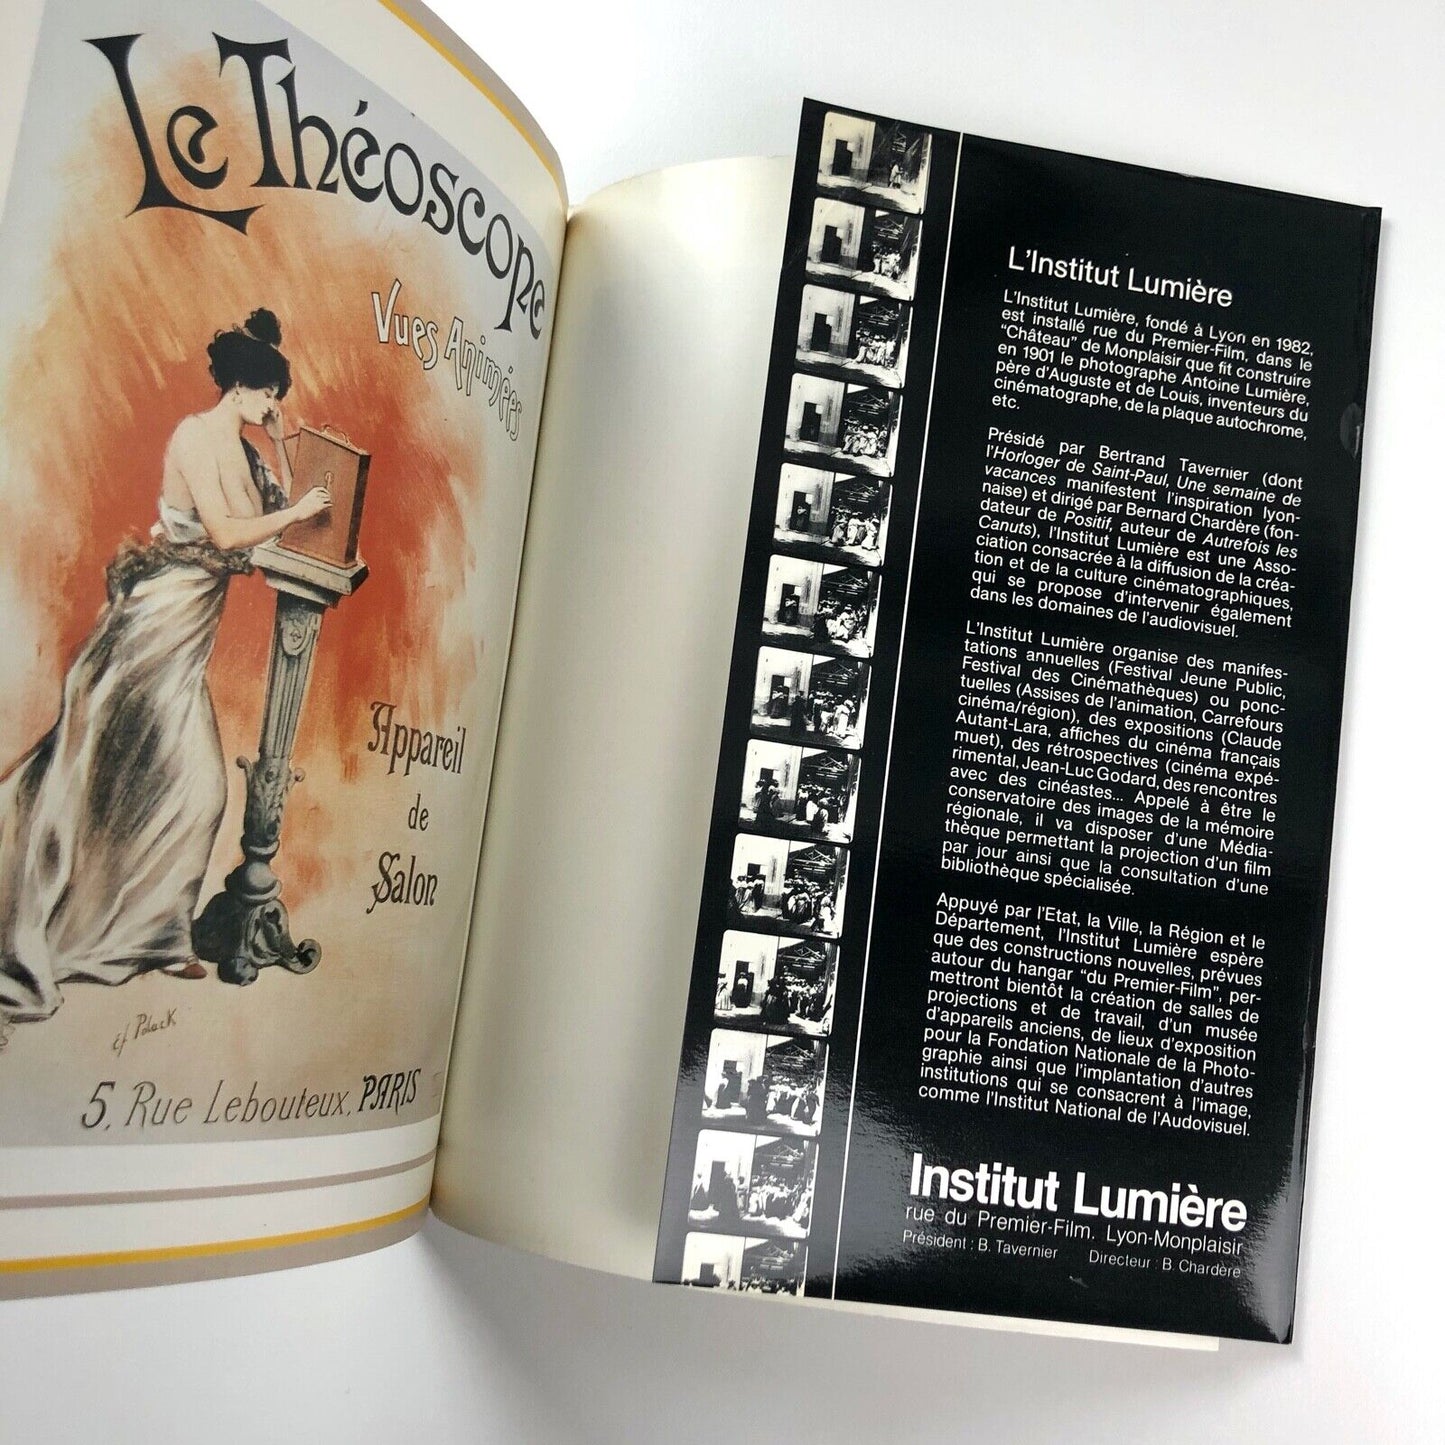 Le Théoscope
Vues Animées
Appareil
de
Salon
5, Rue Lebouteux, PARIS
L'Institut Lumière
L'Institut Lumière, fondé à Lyon en 1982,
est installé rue du Premier-Film, dans le
"Château" de Monplaisir que fit construire
en 1901 le photographe Antoine Lumière,
père d'Auguste et de Louis, inventeurs du
cinématographe, de la plaque autochrome,
etc.
Présidé par Bertrand Tavernier (dont
l'Horloger de Saint-Paul, Une semaine de
vacances manifestent l'inspiration lyon-
naise) et dirigé par Bernard Chardère (fon-
dateur de Positif, auteur de Autrefois les
Canuts), l'Institut Lumière est une Asso-
ciation consacrée à la diffusion de la créa-
tion et de la culture cinématographiques,
qui se propose d'intervenir également
dans les domaines de l'audiovisuel.
L'Institut Lumière organise des manifes-
tations annuelles (Festival Jeune Public,
Festival des Cinémathèques) ou ponc-
tuelles (Assises de l'animation, Carrefours
cinéma/région), des expositions (Claude
Autant-Lara, affiches du cinéma français
muet), des rétrospectives (cinéma expé-
rimental, Jean-Luc Godard, des rencontres
avec des cinéastes... Appelé à être le
conservatoire des images de la mémoire
régionale, il va disposer d'une Média-
thèque permettant la projection d'un film
par jour ainsi que la consultation d'une
bibliothèque spécialisée.
Appuyé par l'Etat, la Ville, la Région et le
Département, l'Institut Lumière espère
que des constructions nouvelles, prévues
autour du hangar "du Premier-Film", per-
mettront bientôt la création de salles de
projections et de travail, d'un musée
d'appareils anciens, de lieux d'exposition
pour la Fondation Nationale de la Photo-
graphie ainsi que l'implantation d'autres
institutions qui se consacrent à l'image,
comme l'Institut National de l'Audovisuel.
Institut Lumière
rue du Premier-Film. Lyon-Monplaisir
Président : B. Tavernier Directeur : B. Chardère